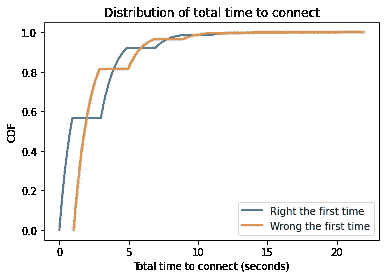 Distribution of total time to connect
1.0
0.8
0.6
0.4
0.2
0.0
CDF
Right the first time
Wrong the first time
0 5 10 15 20
Total time to connect (seconds)